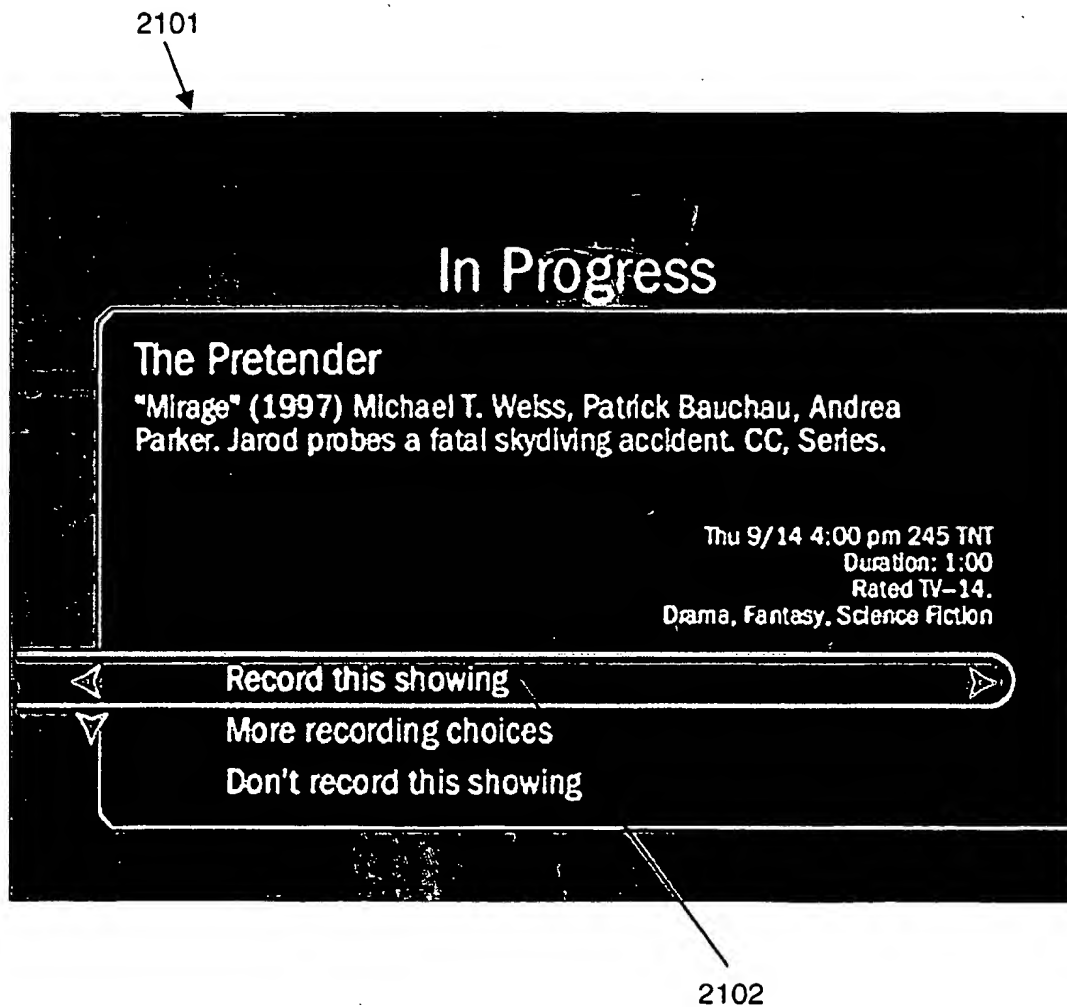 2101
In Progress
The Pretender
"Mirage" (1997) Michael T. Weiss, Patrick Bauchau, Andrea
Parker. Jarod probes a fatal skydiving accident. CC, Series.
Thu 9/14 4:00 pm 245 TNT
Duration: 1:00
Rated TV-14.
Drama, Fantasy, Science Fiction
Record this showing
More recording choices
Don't record this showing
2102